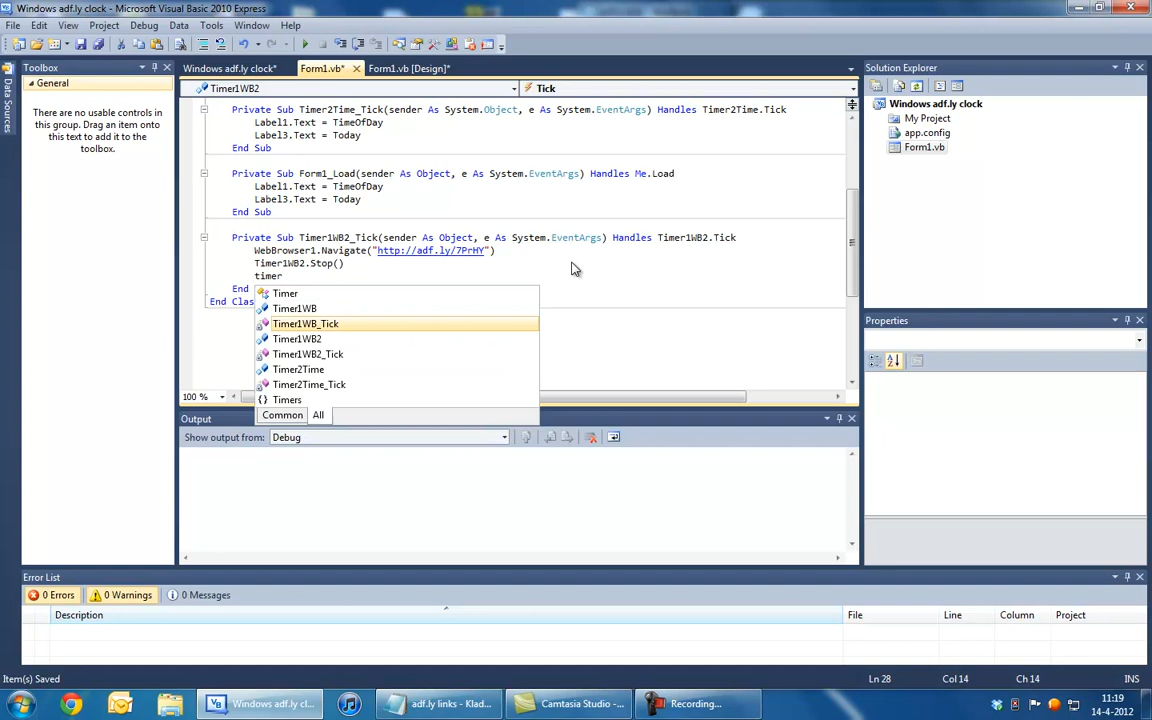 Windows adf.ly clock - Microsoft Visual Basic 2010 Express
File Edit View Project Debug Data Tools Window Help
Toolbox
General
There are no usable controls in
this group. Drag an item onto
this text to add it to the
toolbox.
Data Sources
Windows adf.ly clock* Form1.vb* Form1.vb [Design]*
Timer1WB2 Tick
Private Sub Timer2Time_Tick(sender As System.Object, e As System.EventArgs) Handles Timer2Time.Tick
Label1.Text = TimeOfDay
Label3.Text = Today
End Sub
Private Sub Form1_Load(sender As Object, e As System.EventArgs) Handles Me.Load
Label1.Text = TimeOfDay
Label3.Text = Today
End Sub
Private Sub Timer1WB2_Tick(sender As Object, e As System.EventArgs) Handles Timer1WB2.Tick
WebBrowser1.Navigate("http://adf.ly/7PrHY")
Timer1WB2.Stop()
timer
End
End Clas
Timer
Timer1WB
Timer1WB_Tick
Timer1WB2
Timer1WB2_Tick
Timer2Time
Timer2Time_Tick
{} Timers
Common All
100 %
Output
Show output from: Debug
Solution Explorer
Windows adf.ly clock
My Project
app.config
Form1.vb
Properties
Error List
0 Errors 0 Warnings 0 Messages
Description File Line Column Project
Item(s) Saved Ln 28 Col 14 Ch 14 INS
Windows adf.ly cl... adf.ly links - Klad... Camtasia Studio -... Recording...
11:19
14-4-2012